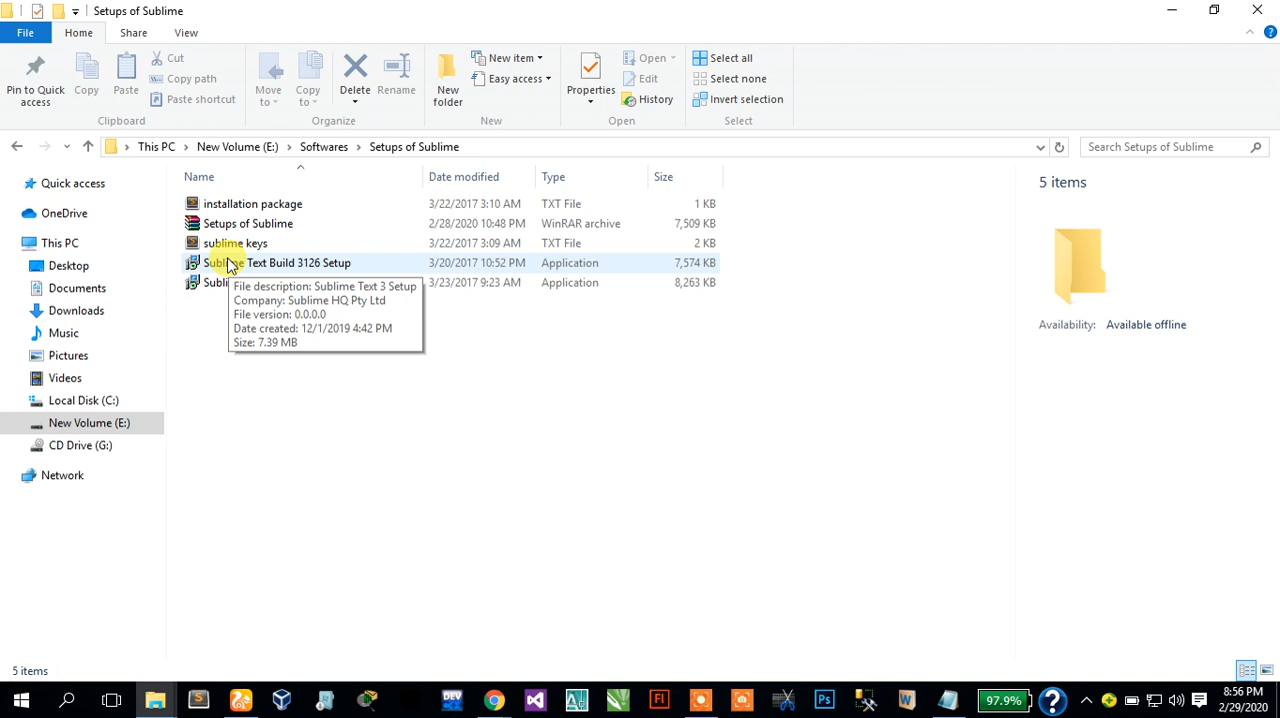 Setups of Sublime
File Home Share View
Pin to Quick access
Copy
Paste
Cut
Copy path
Paste shortcut
Clipboard
Move to
Copy to
Delete
Rename
Organize
New folder
New item
Easy access
New
Properties
Open
Edit
History
Open
Select all
Select none
Invert selection
Select
This PC > New Volume (E:) > Softwares > Setups of Sublime
Search Setups of Sublime
Name Date modified Type Size
installation package 3/22/2017 3:10 AM TXT File 1 KB
Setups of Sublime 2/28/2020 10:48 PM WinRAR archive 7,509 KB
sublime keys 3/22/2017 3:09 AM TXT File 2 KB
Sublime Text Build 3126 Setup 3/20/2017 10:52 PM Application 7,574 KB
Subli 3/23/2017 9:23 AM Application 8,263 KB
File description: Sublime Text 3 Setup
Company: Sublime HQ Pty Ltd
File version: 0.0.0.0
Date created: 12/1/2019 4:42 PM
Size: 7.39 MB
Quick access
OneDrive
This PC
Desktop
Documents
Downloads
Music
Pictures
Videos
Local Disk (C:)
New Volume (E:)
CD Drive (G:)
Network
5 items
Availability: Available offline
5 items
DEV
Fl
Ps
W
97.9%
8:56 PM
2/29/2020